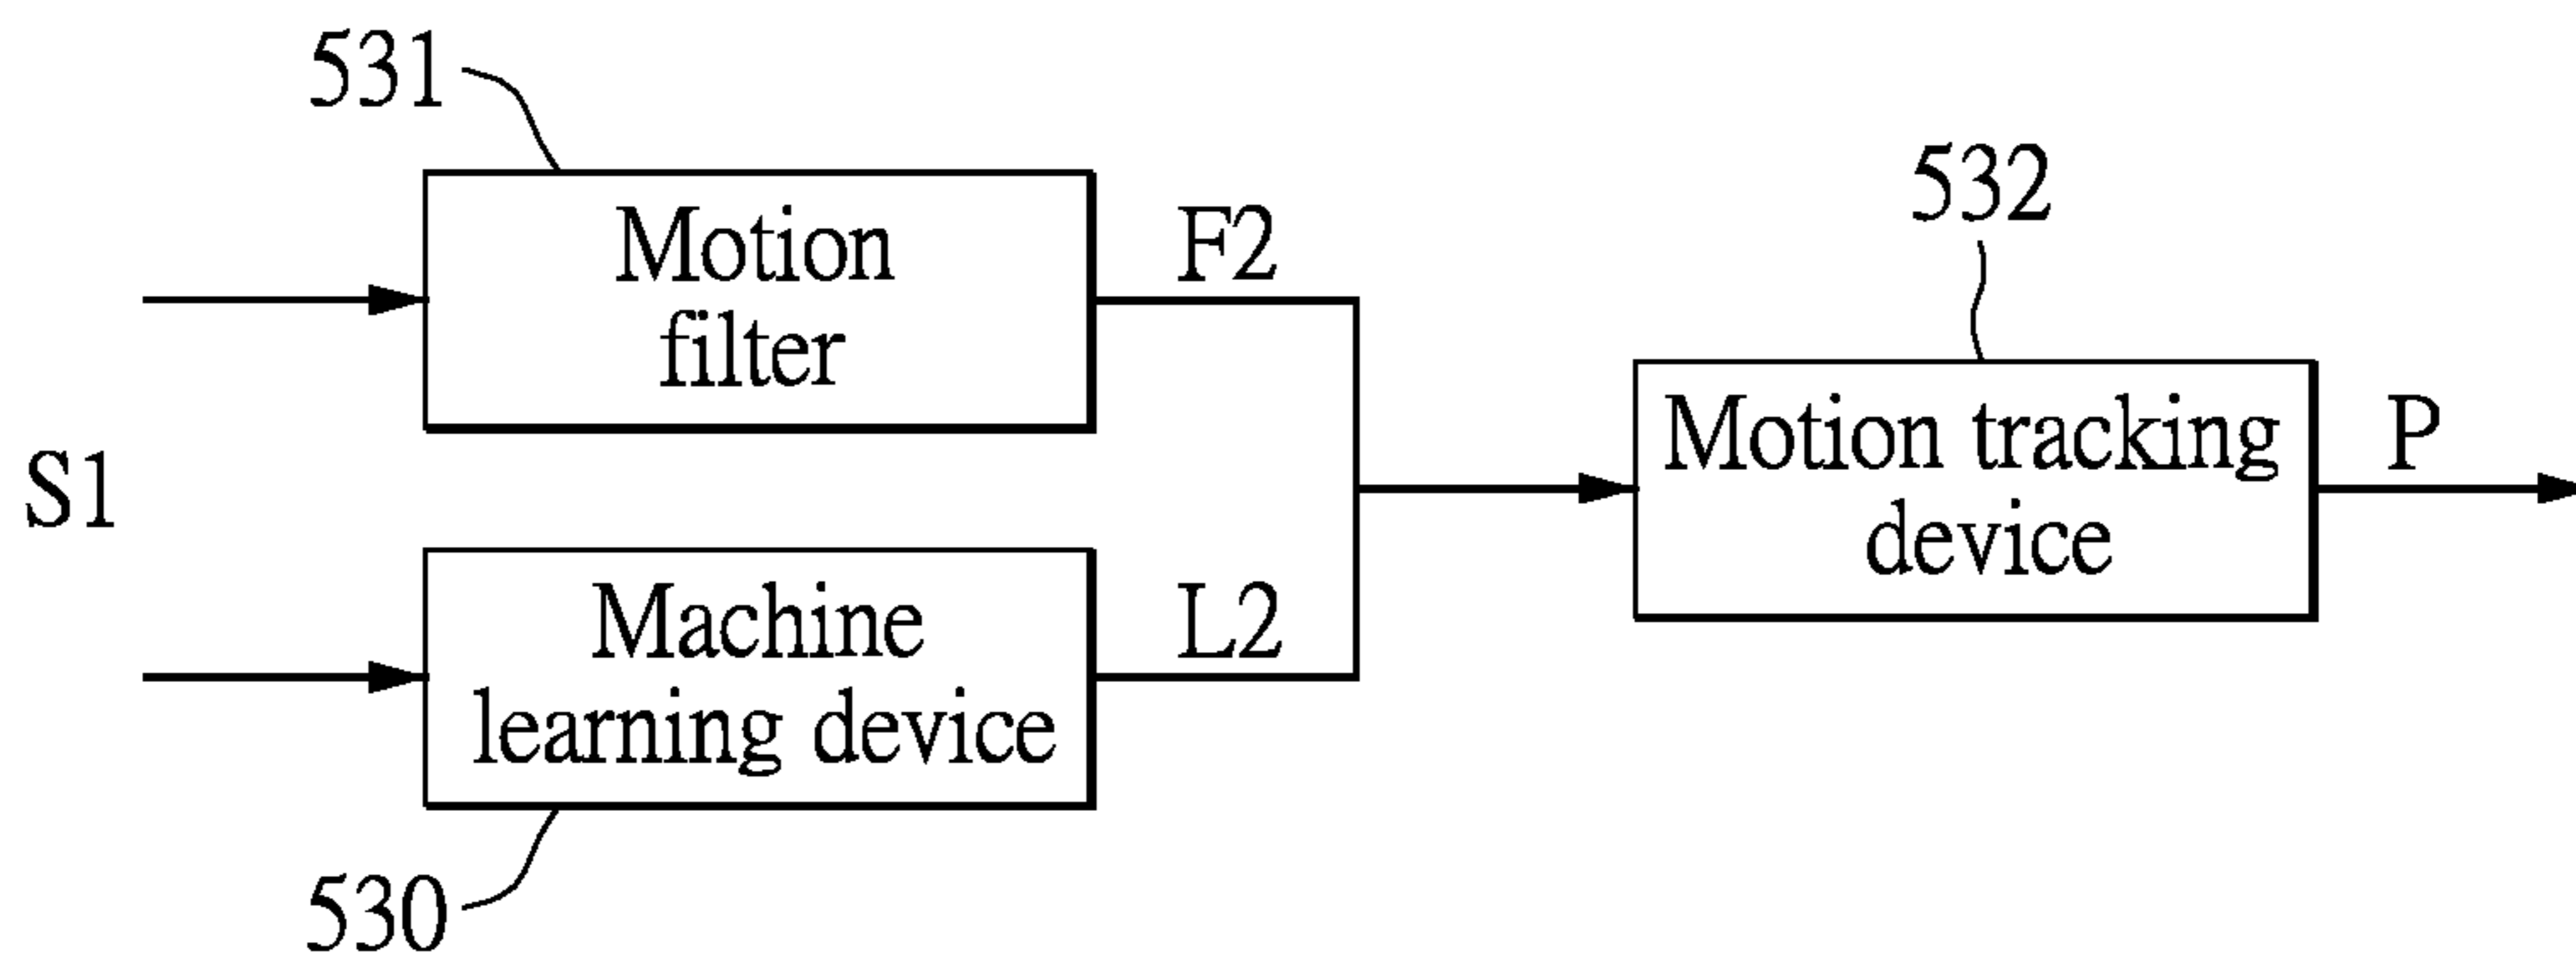 531
Motion
filter
F2
532
S1
Motion tracking
device
P
Machine
learning device
L2
530